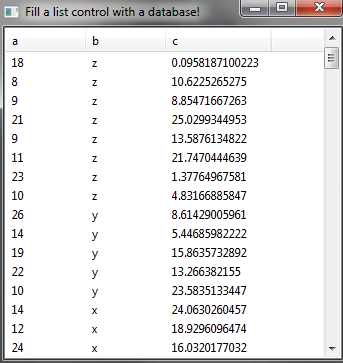 Fill a list control with a database!
a b c
18 z 0.0958187100223
8 z 10.6225265275
9 z 8.85471667263
21 z 25.0299344953
9 z 13.5876134822
11 z 21.7470444639
23 z 1.37764967581
10 z 4.83166885847
26 y 8.61429005961
14 y 5.44685982222
19 y 15.8635732892
22 y 13.266382155
10 y 23.5835133447
14 x 24.0630260457
12 x 18.9296096474
24 x 16.0320177032